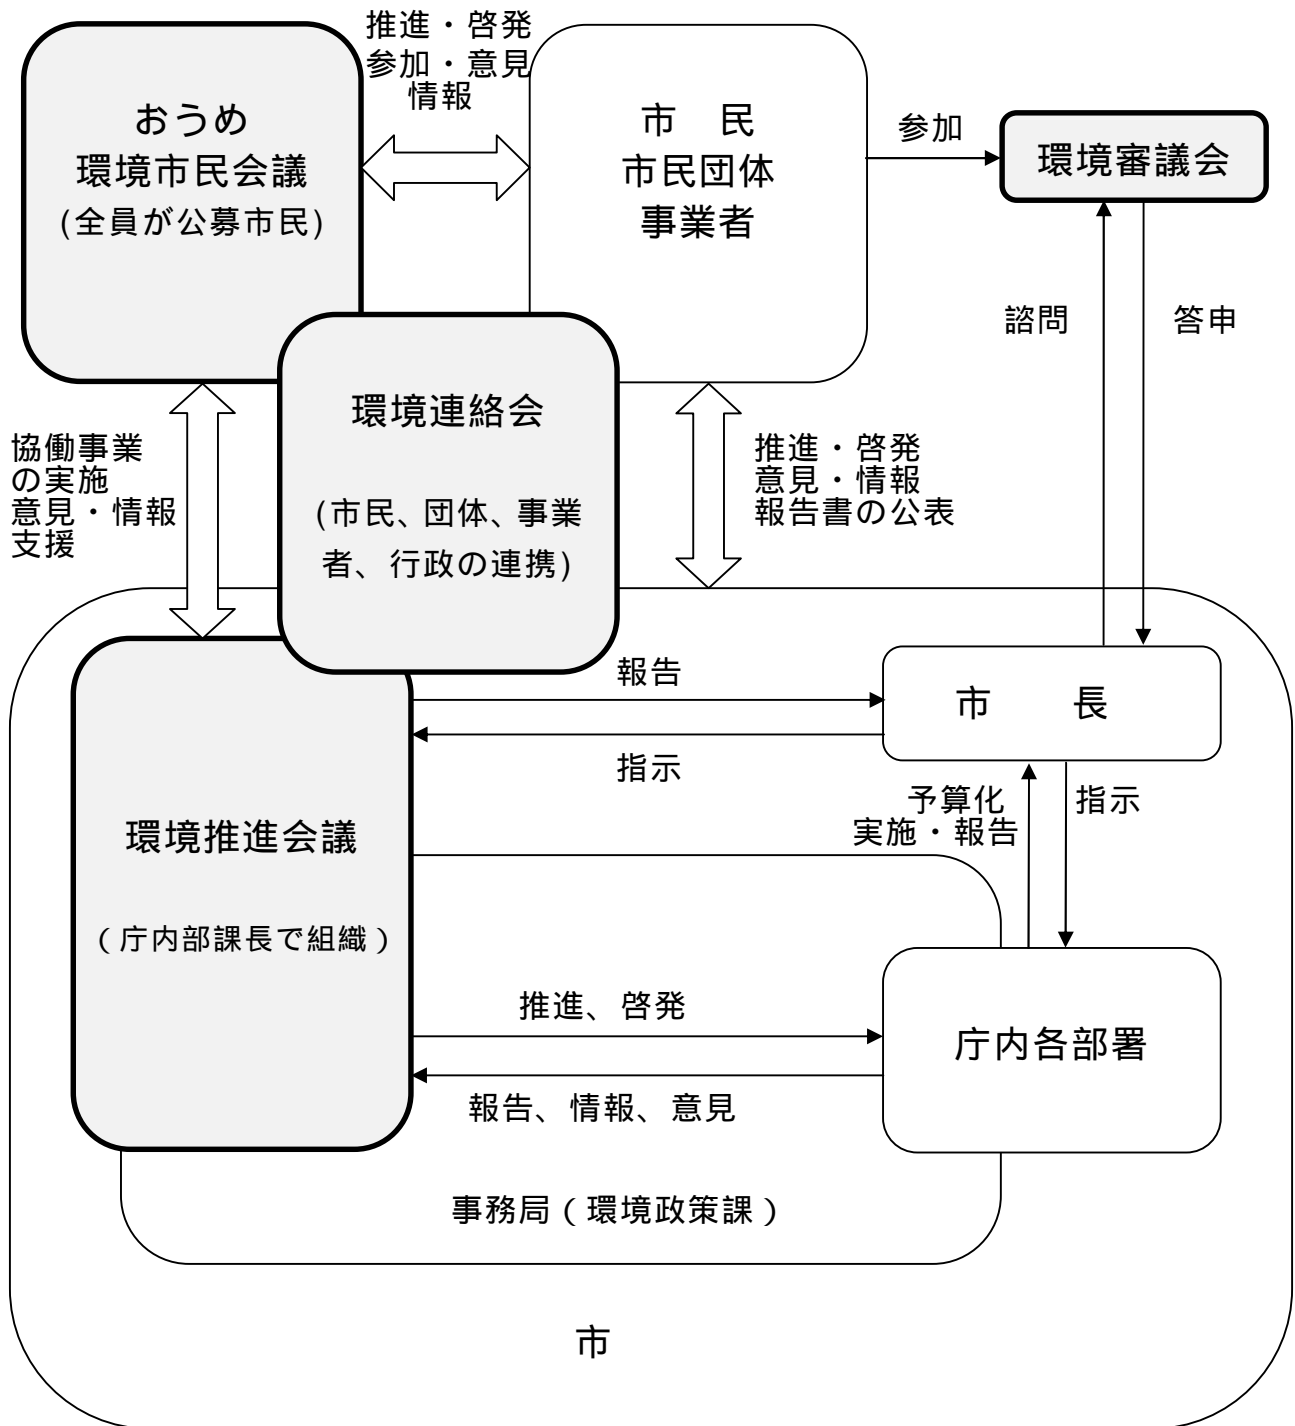 推進・啓発
参加・意見
情報
おうめ
環境市民会議
(全員が公募市民)
市　民
市民団体
事業者
参加
環境審議会
諮問
答申
環境連絡会
(市民、団体、事業
者、行政の連携)
協働事業
の実施
意見・情報
支援
推進・啓発
意見・情報
報告書の公表
報告
市　　長
指示
予算化
実施・報告
指示
環境推進会議
（庁内部課長で組織）
推進、啓発
庁内各部署
報告、情報、意見
事務局（環境政策課）
市